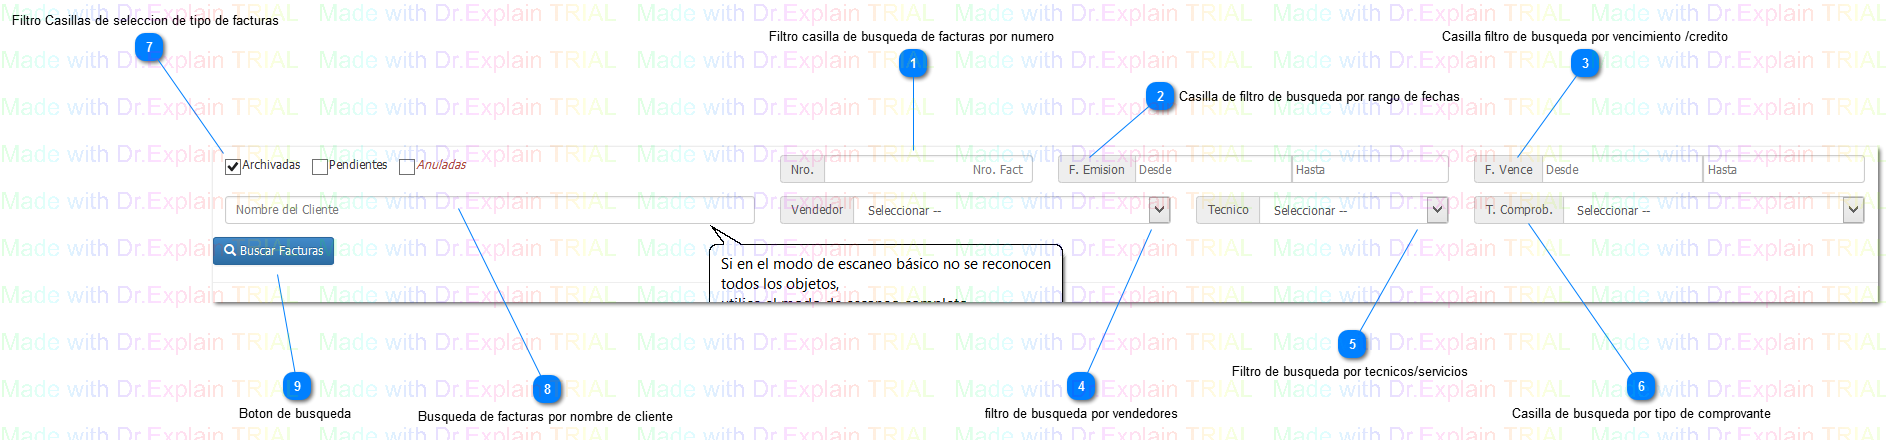 Filtro Casillas de seleccion de tipo de facturas
7
Filtro casilla de busqueda de facturas por numero
1
Casilla filtro de busqueda por vencimiento /credito
3
2
Casilla de filtro de busqueda por rango de fechas
Archivadas
Pendientes
Anuladas
Nro.
Nro. Fact
F. Emision
Desde
Hasta
F. Vence
Desde
Hasta
Nombre del Cliente
Vendedor
Seleccionar --
Tecnico
Seleccionar --
T. Comprob.
Seleccionar --
Buscar Facturas
Si en el modo de escaneo básico no se reconocen
todos los objetos,
9
Boton de busqueda
8
Busqueda de facturas por nombre de cliente
4
filtro de busqueda por vendedores
5
Filtro de busqueda por tecnicos/servicios
6
Casilla de busqueda por tipo de comprovante
Made with Dr.Explain TRIAL